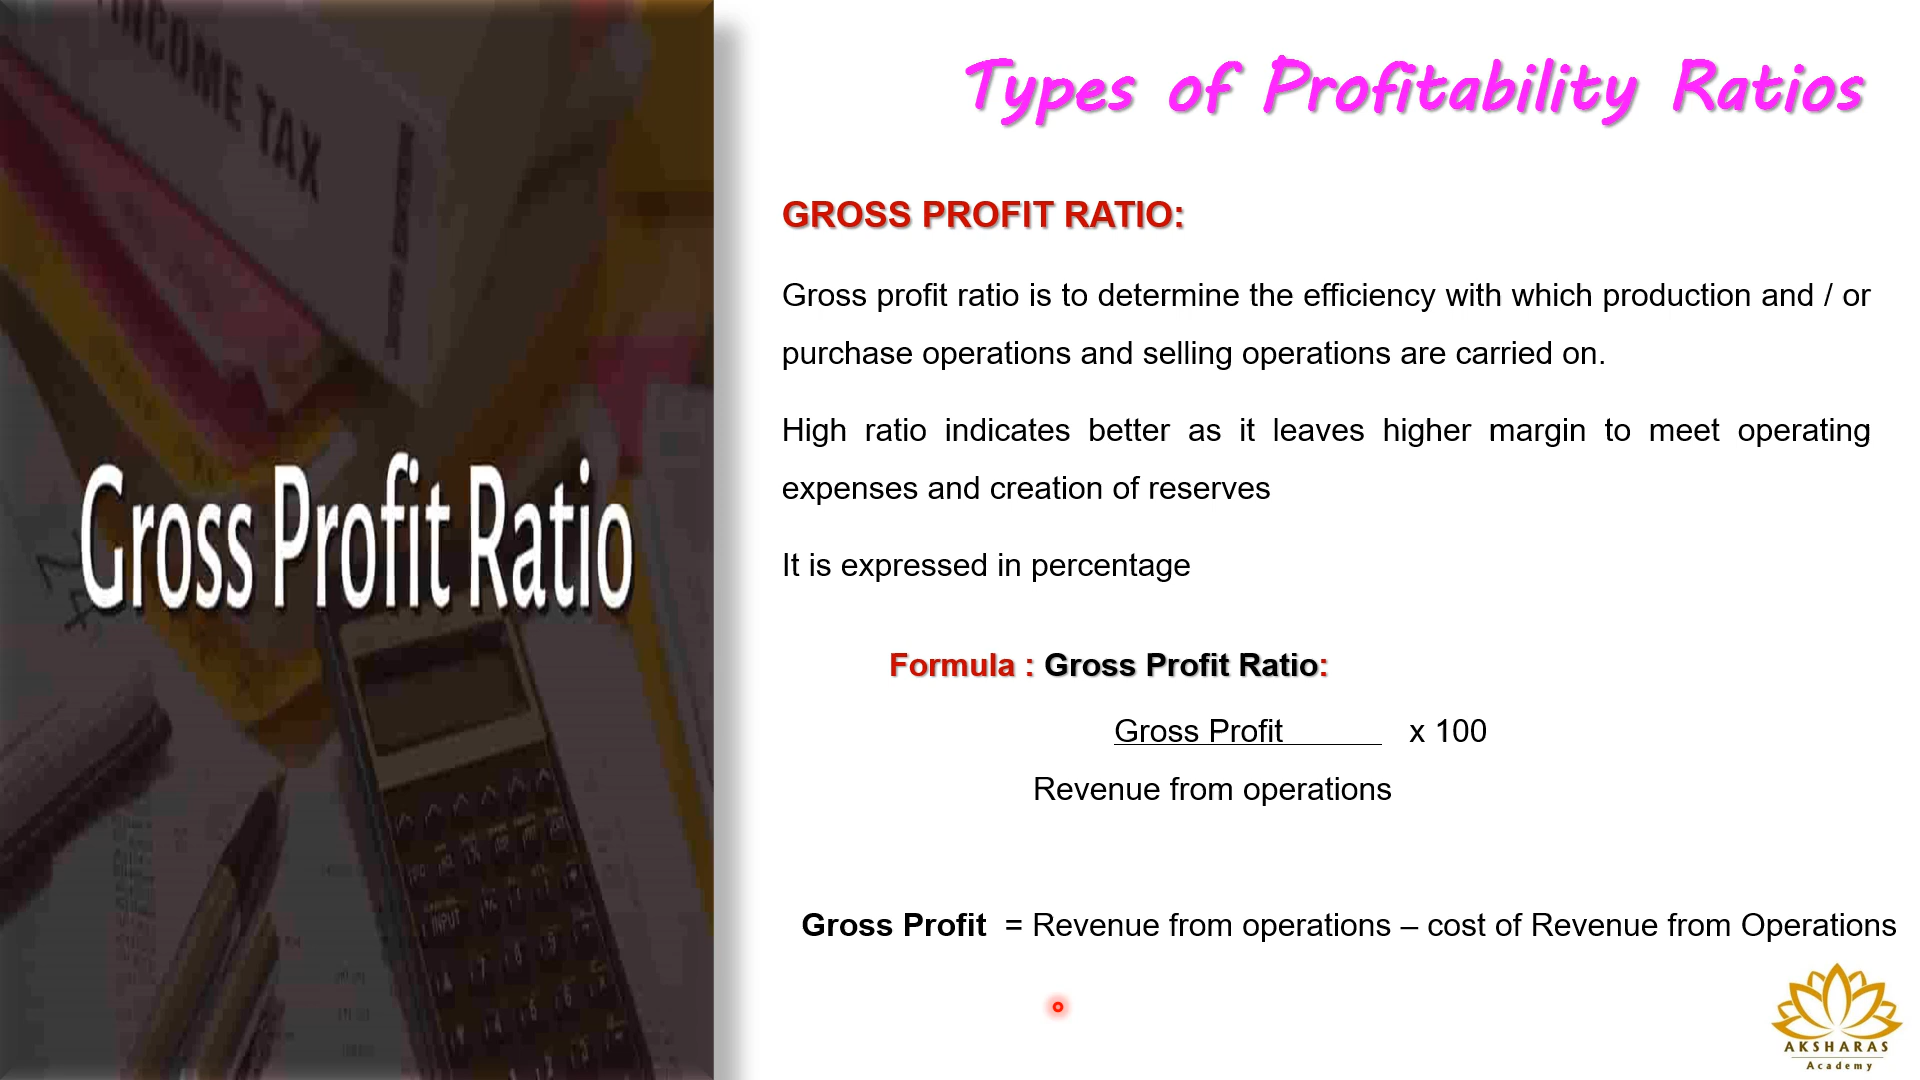 INCOME TAX
Gross Profit Ratio
INPUT
Types of Profitability Ratios
GROSS PROFIT RATIO:
Gross profit ratio is to determine the efficiency with which production and / or
purchase operations and selling operations are carried on.
High ratio indicates better as it leaves higher margin to meet operating
expenses and creation of reserves
It is expressed in percentage
Formula : Gross Profit Ratio:
Gross Profit x 100
Revenue from operations
Gross Profit = Revenue from operations – cost of Revenue from Operations
AKSHARAS
Academy